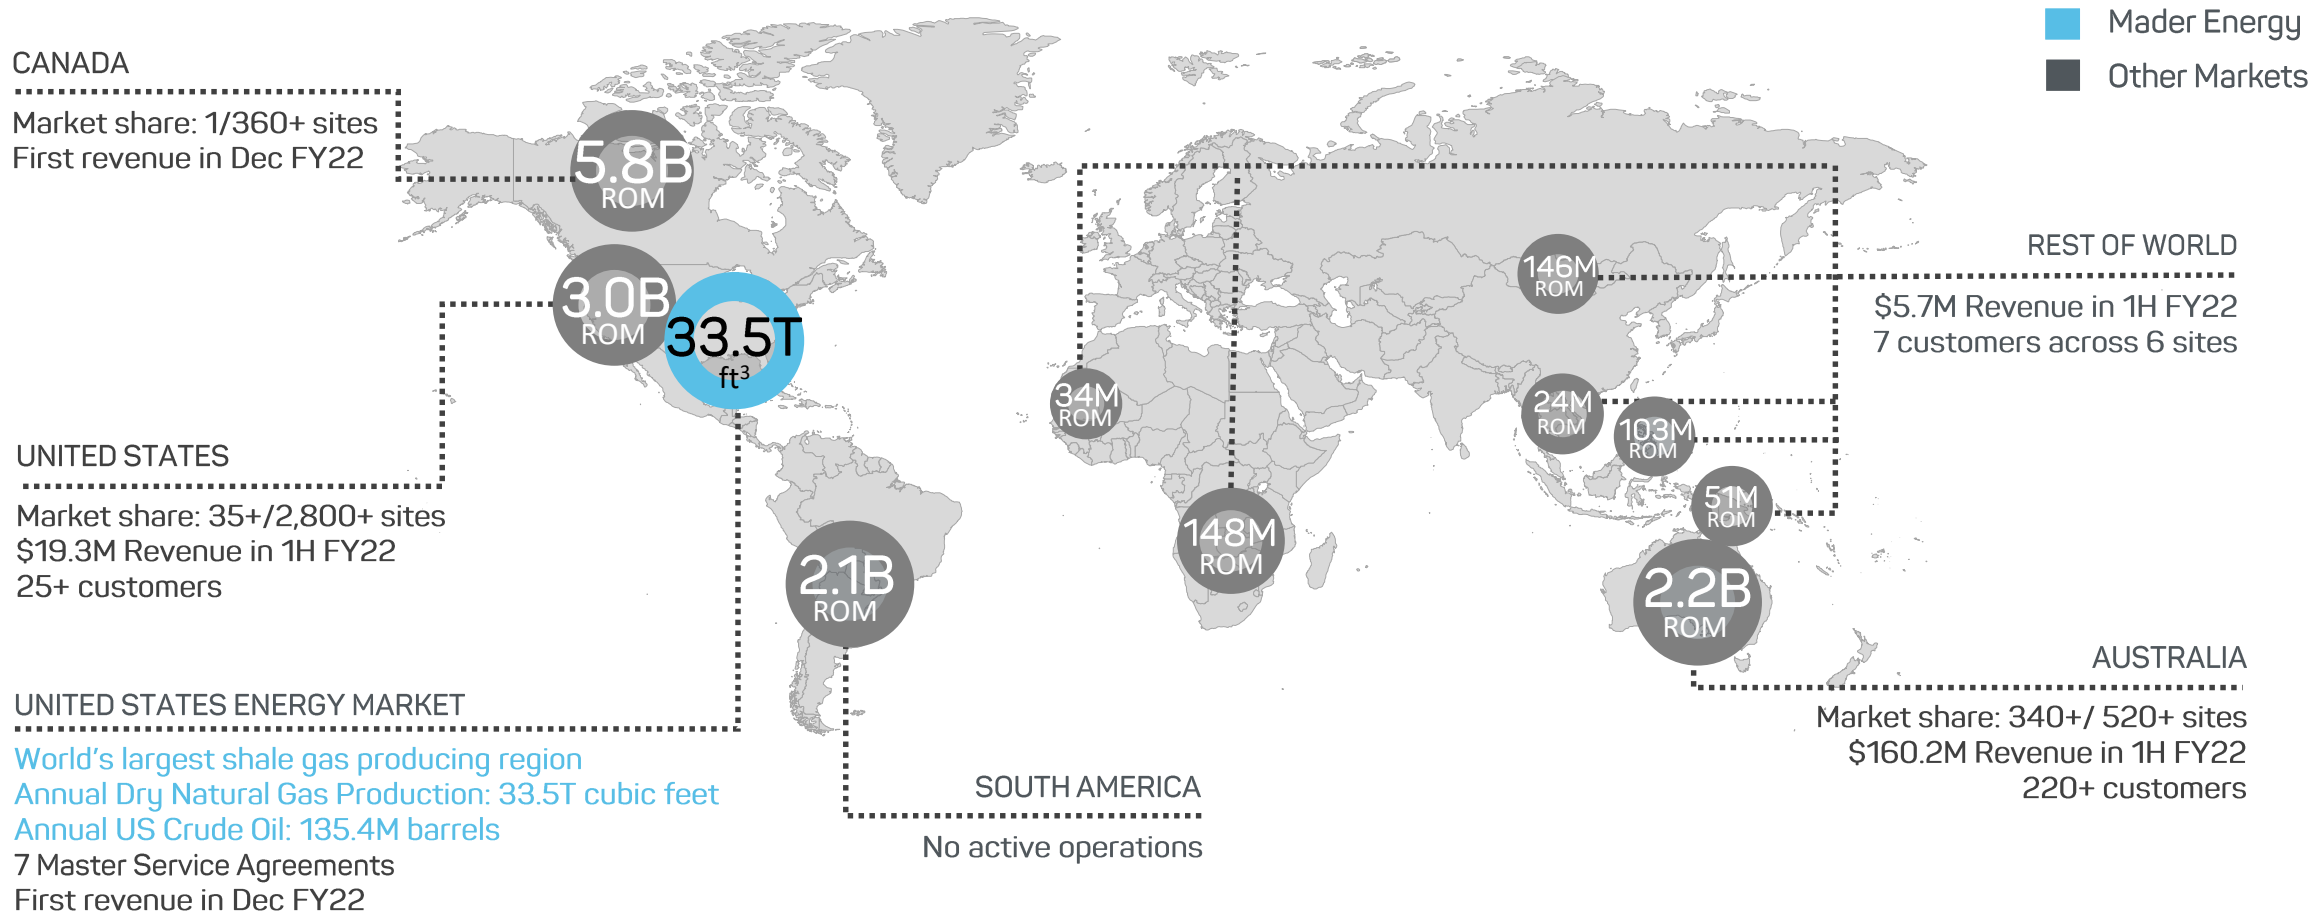 Mader Energy
Other Markets
CANADA
Market share: 1/360+ sites
First revenue in Dec FY22
5.8B
ROM
3.0B
ROM
33.5T
ft³
UNITED STATES
Market share: 35+/2,800+ sites
$19.3M Revenue in 1H FY22
25+ customers
UNITED STATES ENERGY MARKET
World's largest shale gas producing region
Annual Dry Natural Gas Production: 33.5T cubic feet
Annual US Crude Oil: 135.4M barrels
7 Master Service Agreements
First revenue in Dec FY22
2.1B
ROM
SOUTH AMERICA
No active operations
34M
ROM
148M
ROM
146M
ROM
24M
ROM
103M
ROM
51M
ROM
REST OF WORLD
$5.7M Revenue in 1H FY22
7 customers across 6 sites
2.2B
ROM
AUSTRALIA
Market share: 340+/ 520+ sites
$160.2M Revenue in 1H FY22
220+ customers